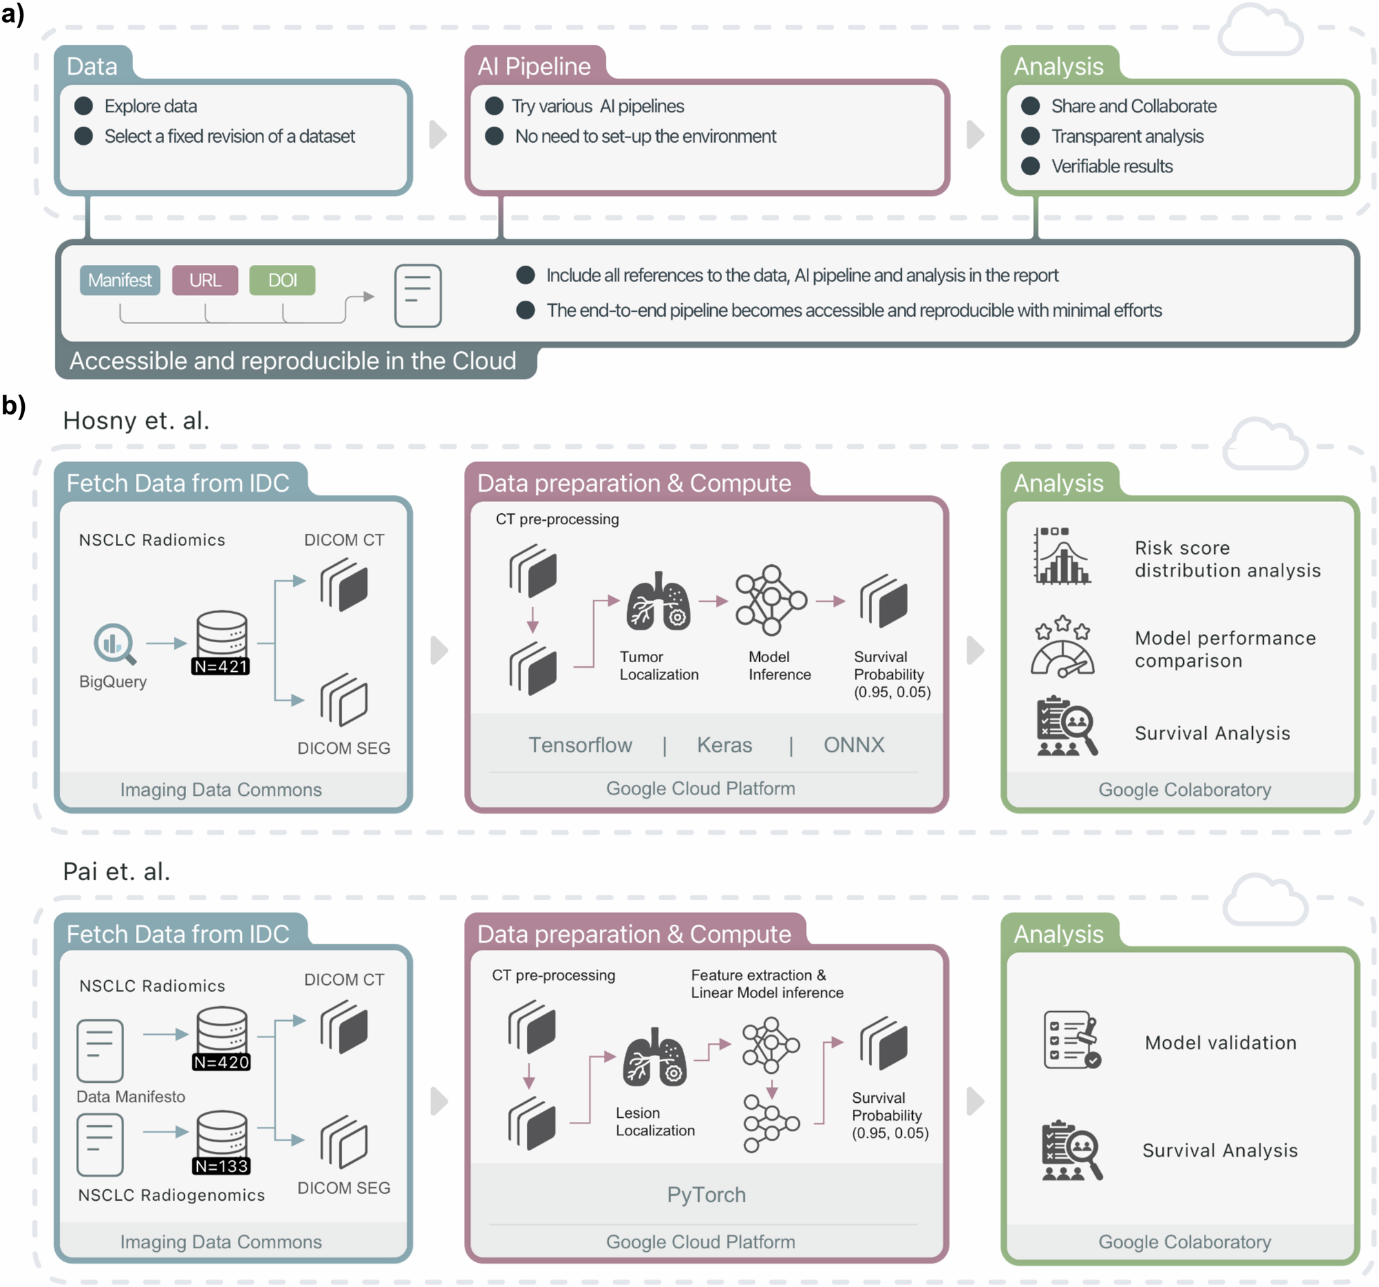 a)
Data
Explore data
Select a fixed revision of a dataset
AI Pipeline
Try various AI pipelines
No need to set-up the environment
Analysis
Share and Collaborate
Transparent analysis
Verifiable results
Manifest
URL
DOI
Include all references to the data, AI pipeline and analysis in the report
The end-to-end pipeline becomes accessible and reproducible with minimal efforts
Accessible and reproducible in the Cloud
b)
Hosny et. al.
Fetch Data from IDC
NSCLC Radiomics
DICOM CT
N=421
BigQuery
DICOM SEG
Imaging Data Commons
Data preparation & Compute
CT pre-processing
Tumor
Localization
Model
Inference
Survival
Probability
(0.95, 0.05)
Tensorflow | Keras | ONNX
Google Cloud Platform
Analysis
Risk score
distribution analysis
Model performance
comparison
Survival Analysis
Google Colaboratory
Pai et. al.
Fetch Data from IDC
NSCLC Radiomics
DICOM CT
N=420
Data Manifesto
N=133
NSCLC Radiogenomics
DICOM SEG
Imaging Data Commons
Data preparation & Compute
CT pre-processing
Feature extraction &
Linear Model inference
Lesion
Localization
Survival
Probability
(0.95, 0.05)
PyTorch
Google Cloud Platform
Analysis
Model validation
Survival Analysis
Google Colaboratory